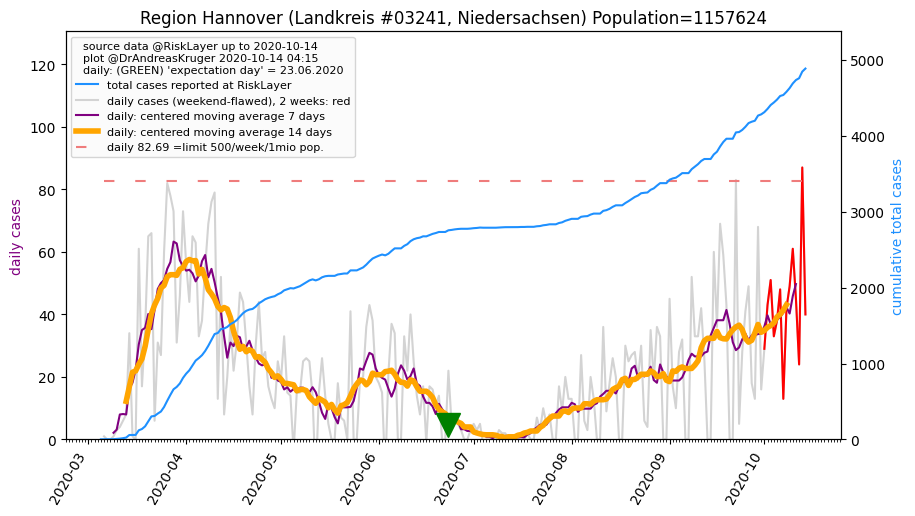 Region Hannover (Landkreis #03241, Niedersachsen) Population=1157624
source data @RiskLayer up to 2020-10-14
plot @DrAndreasKruger 2020-10-14 04:15
daily: (GREEN) 'expectation day' = 23.06.2020
total cases reported at RiskLayer
daily cases (weekend-flawed), 2 weeks: red
daily: centered moving average 7 days
daily: centered moving average 14 days
daily 82.69 =limit 500/week/1mio pop.
daily cases
120
100
80
60
40
20
0
cumulative total cases
5000
4000
3000
2000
1000
0
2020-03
2020-04
2020-05
2020-06
2020-07
2020-08
2020-09
2020-10